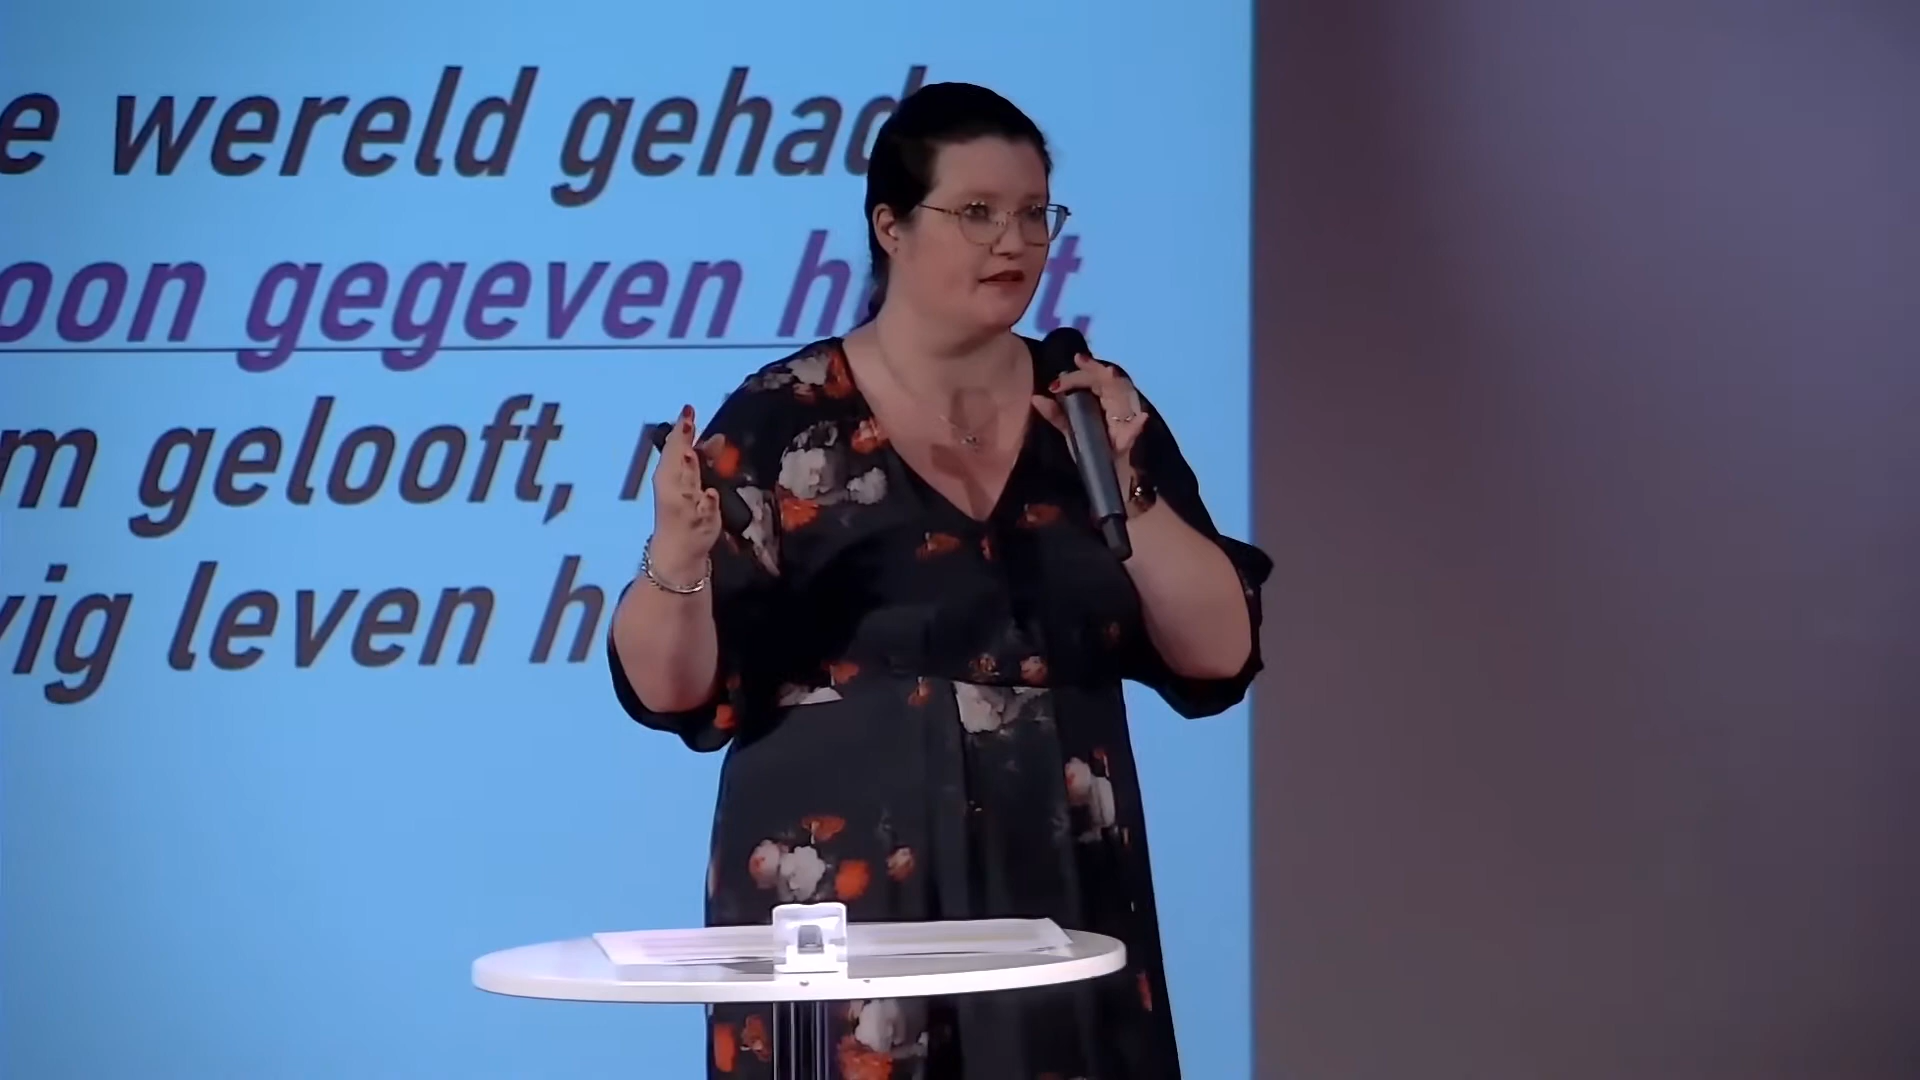 e wereld gehad
oon gegeven h t,
m gelooft,
vig leven h